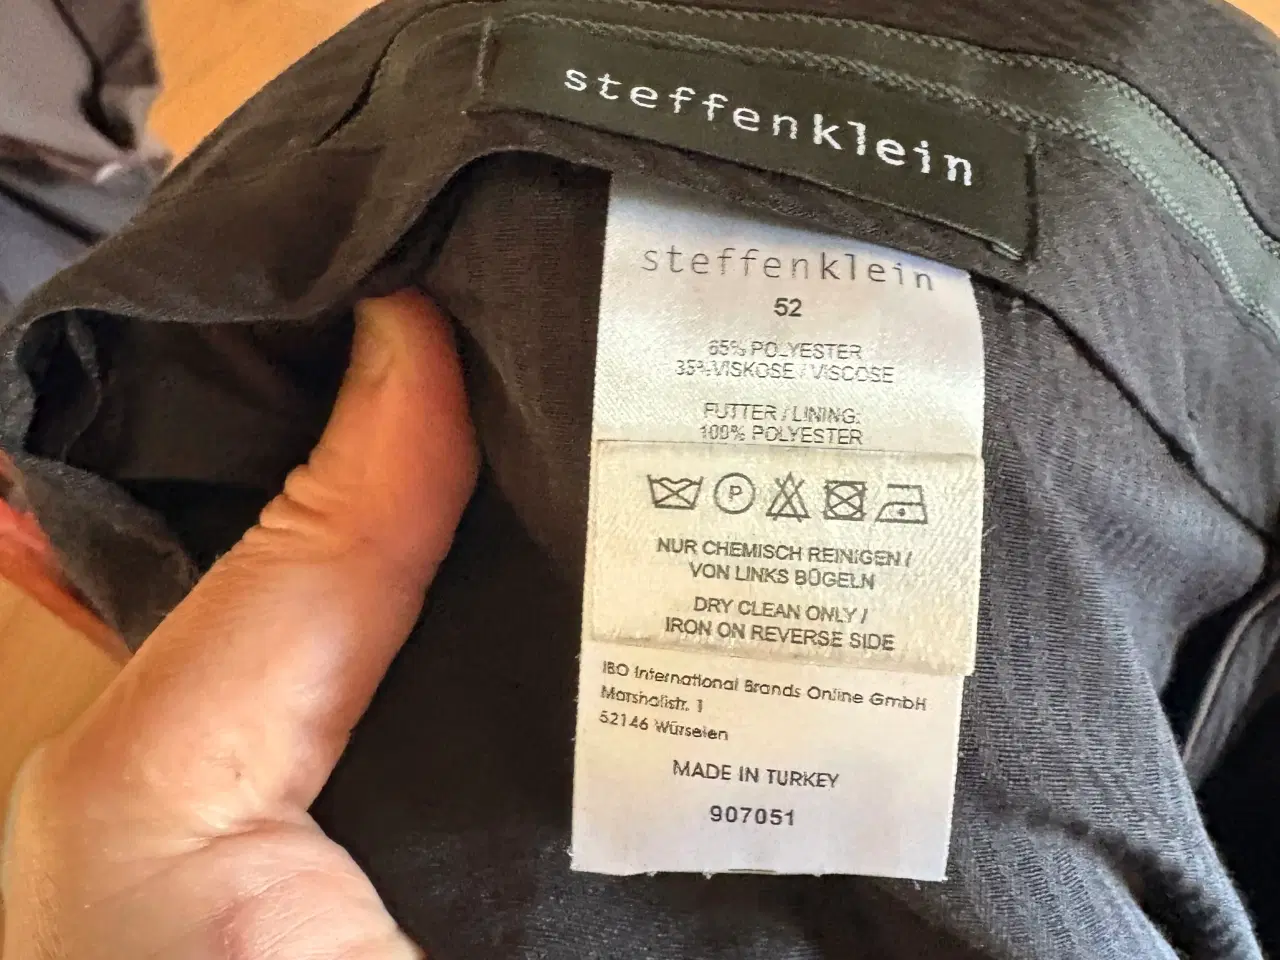 steffenklein
steffenklein
52
65% POLYESTER
35% VISKOSE / VISCOSE
FUTTER / LINING:
100% POLYESTER
P
NUR CHEMISCH REINIGEN /
VON LINKS BÜGELN
DRY CLEAN ONLY /
IRON ON REVERSE SIDE
IBO International Brands Online GmbH
Marshallstr. 1
52146 Würselen
MADE IN TURKEY
907051